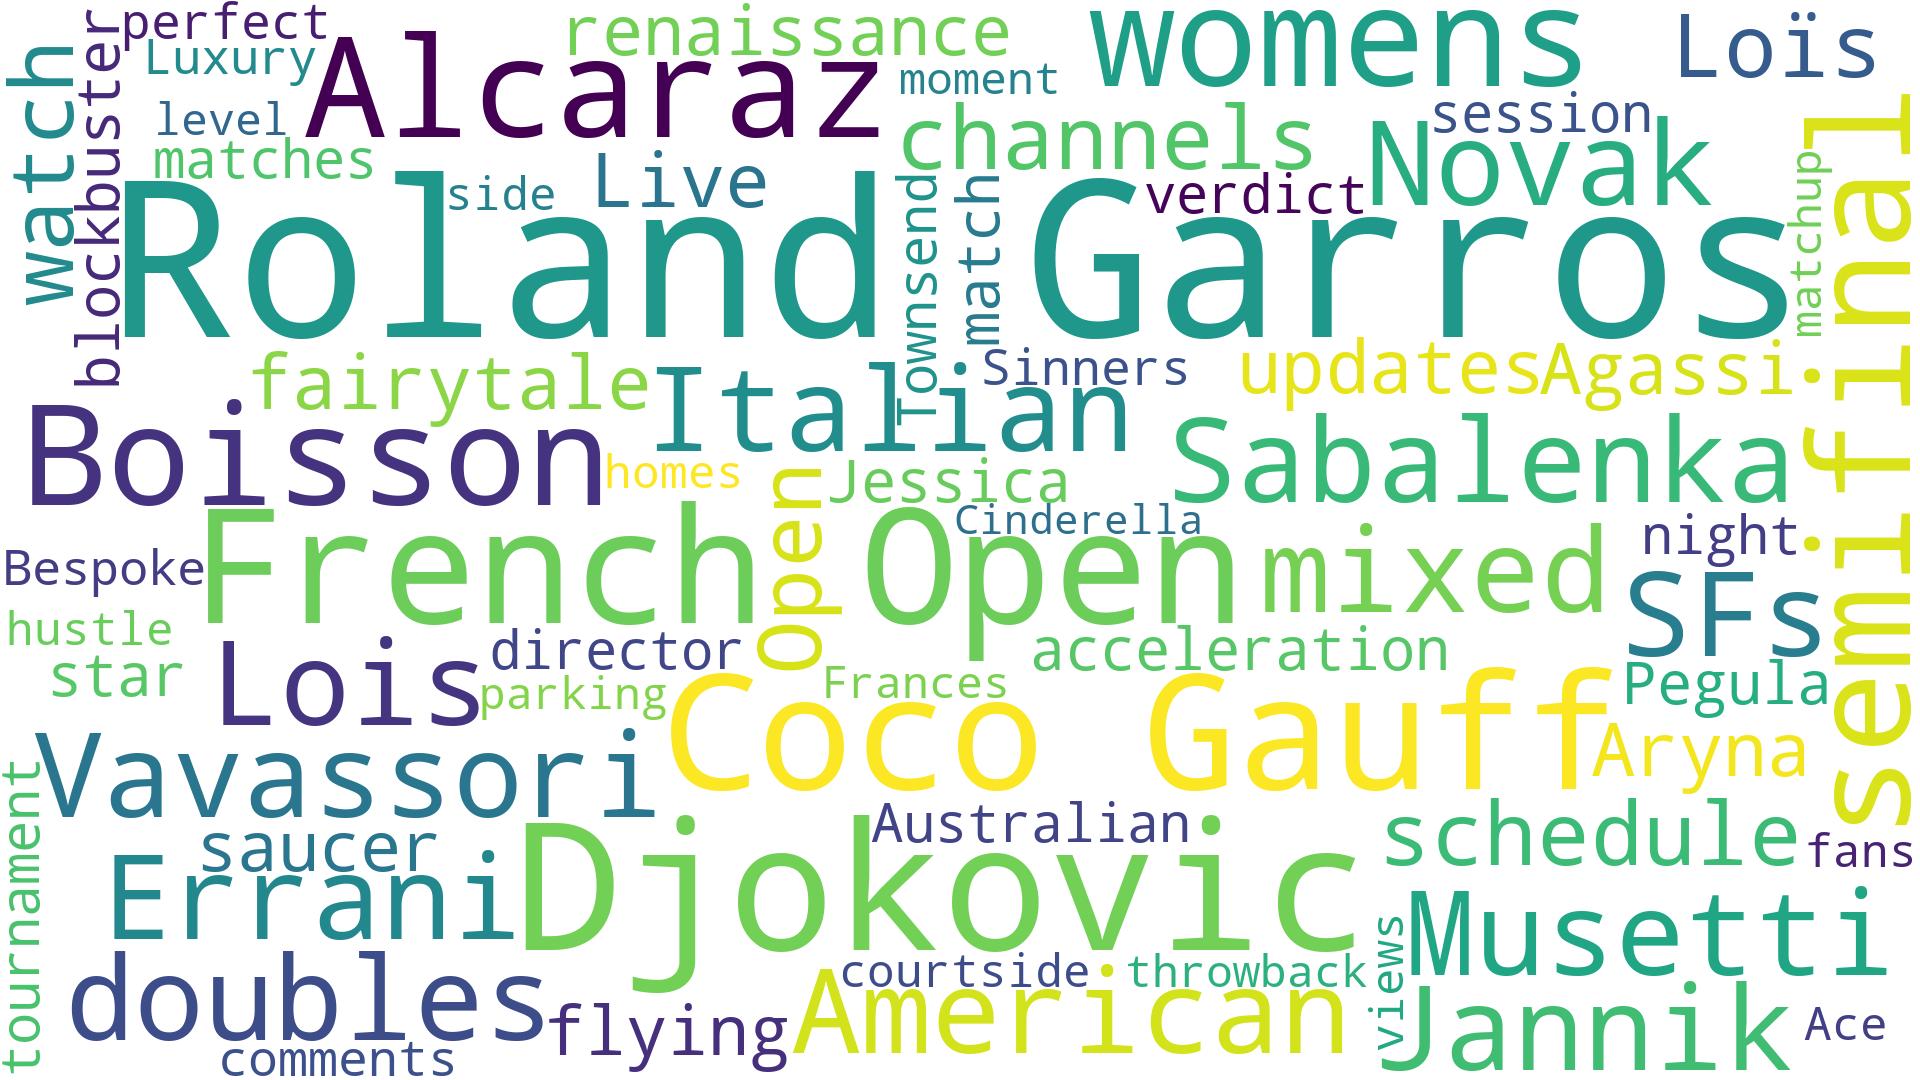 perfect
renaissance
womens
Loïs
watch
blockbuster
Luxury
Alcaraz
moment
level
channels
session
Novak
semifinal
matches
side
Live
Townsend
match
verdict
matchup
Roland Garros
fairytale
Italian
Sinners
updates
Agassi
Boisson
homes
Open
Jessica
Sabalenka
Bespoke
French Open
Cinderella
mixed
night
SFs
hustle
star
Lois
director
parking
Frances
acceleration
Pegula
Coco Gauff
Aryna
tournament
Vavassori
saucer
Errani
Djokovic
Australian
schedule
fans
doubles
courtside
throwback
views
Musetti
comments
flying
American
Jannik
Ace